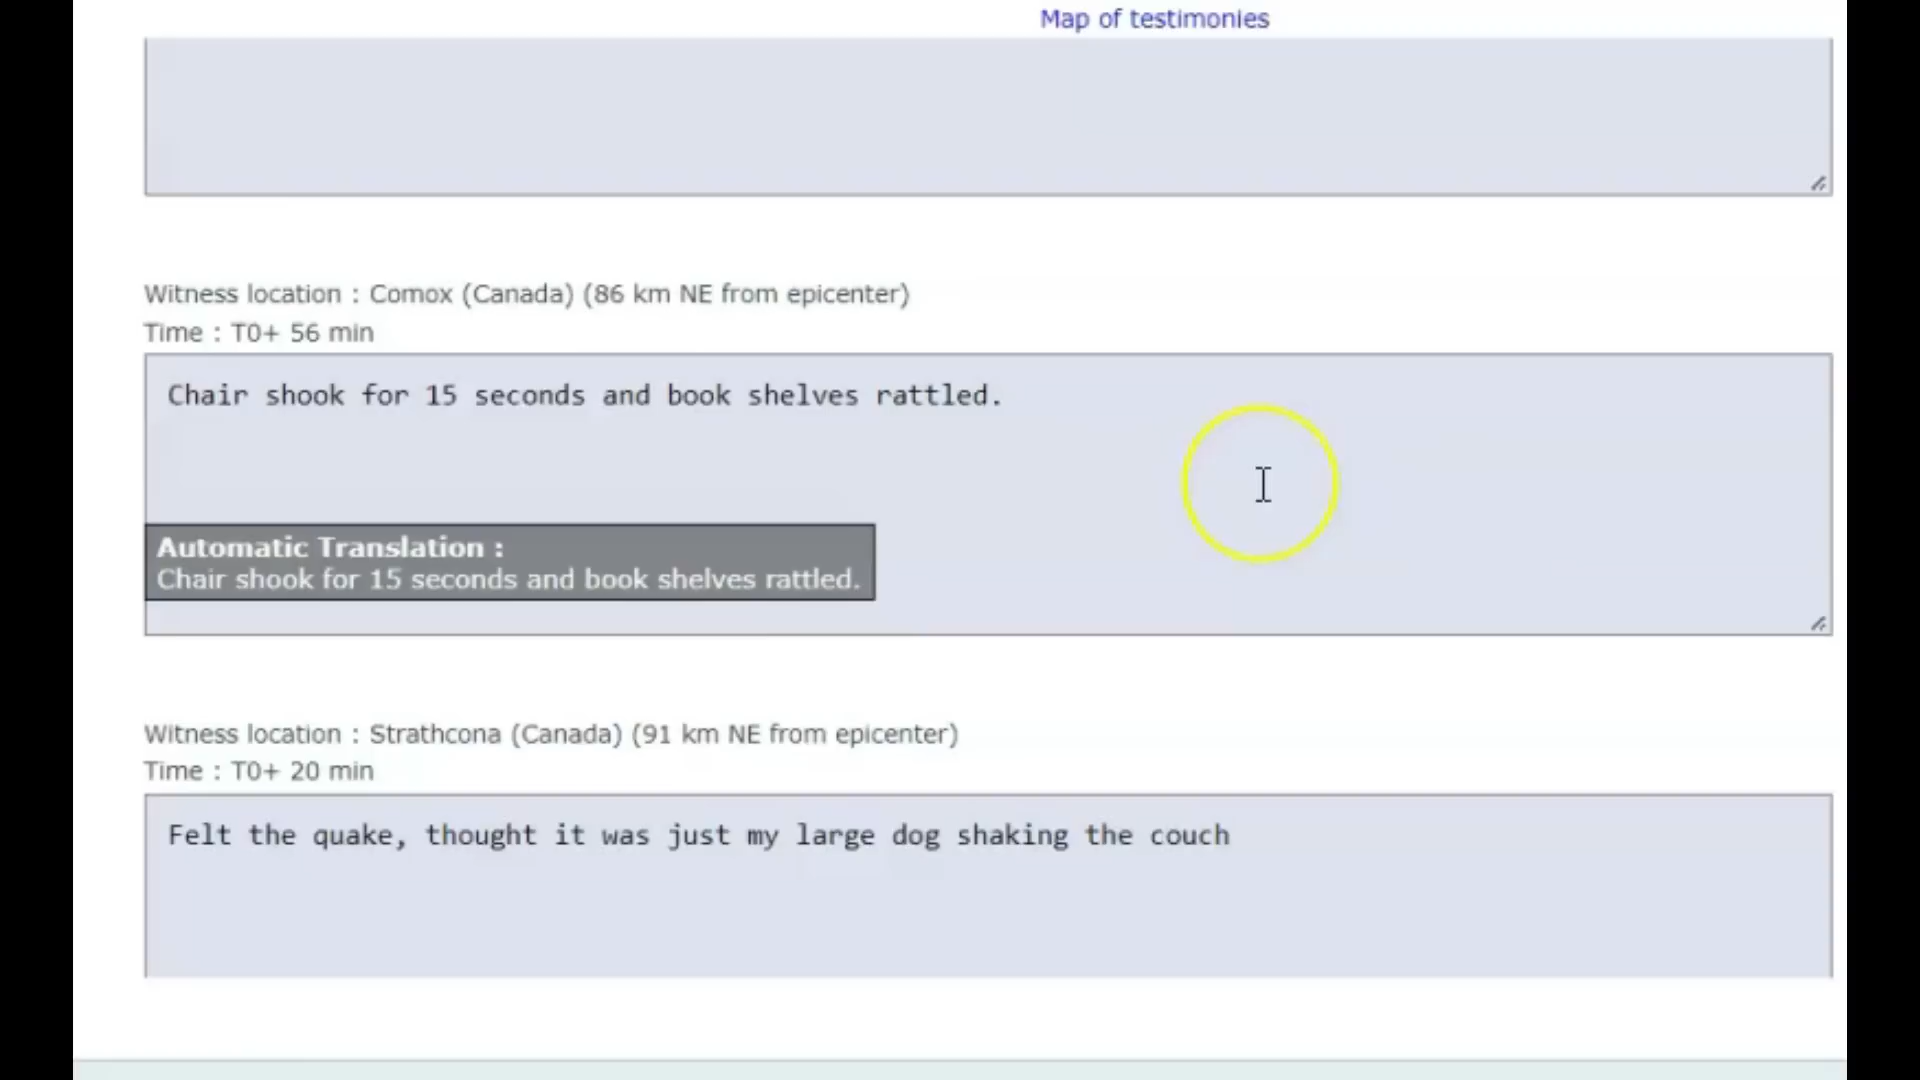 Map of testimonies
Witness location : Comox (Canada) (86 km NE from epicenter)
Time : T0+ 56 min
Chair shook for 15 seconds and book shelves rattled.
Automatic Translation :
Chair shook for 15 seconds and book shelves rattled.
Witness location : Strathcona (Canada) (91 km NE from epicenter)
Time : T0+ 20 min
Felt the quake, thought it was just my large dog shaking the couch